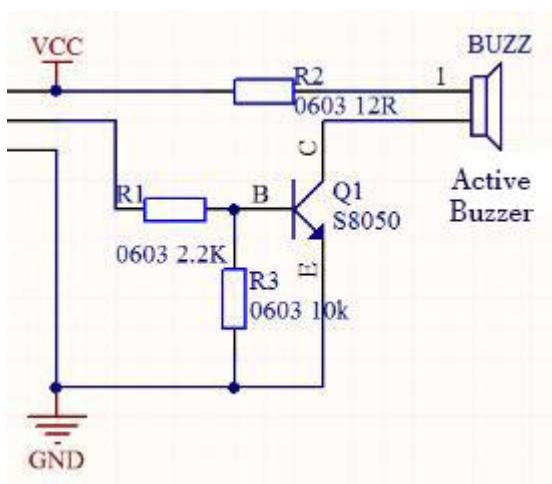 VCC
BUZZ
R2
1
0603 12R
C
Active
Buzzer
R1
B
Q1
S8050
0603 2.2K
E
R3
0603 10k
GND